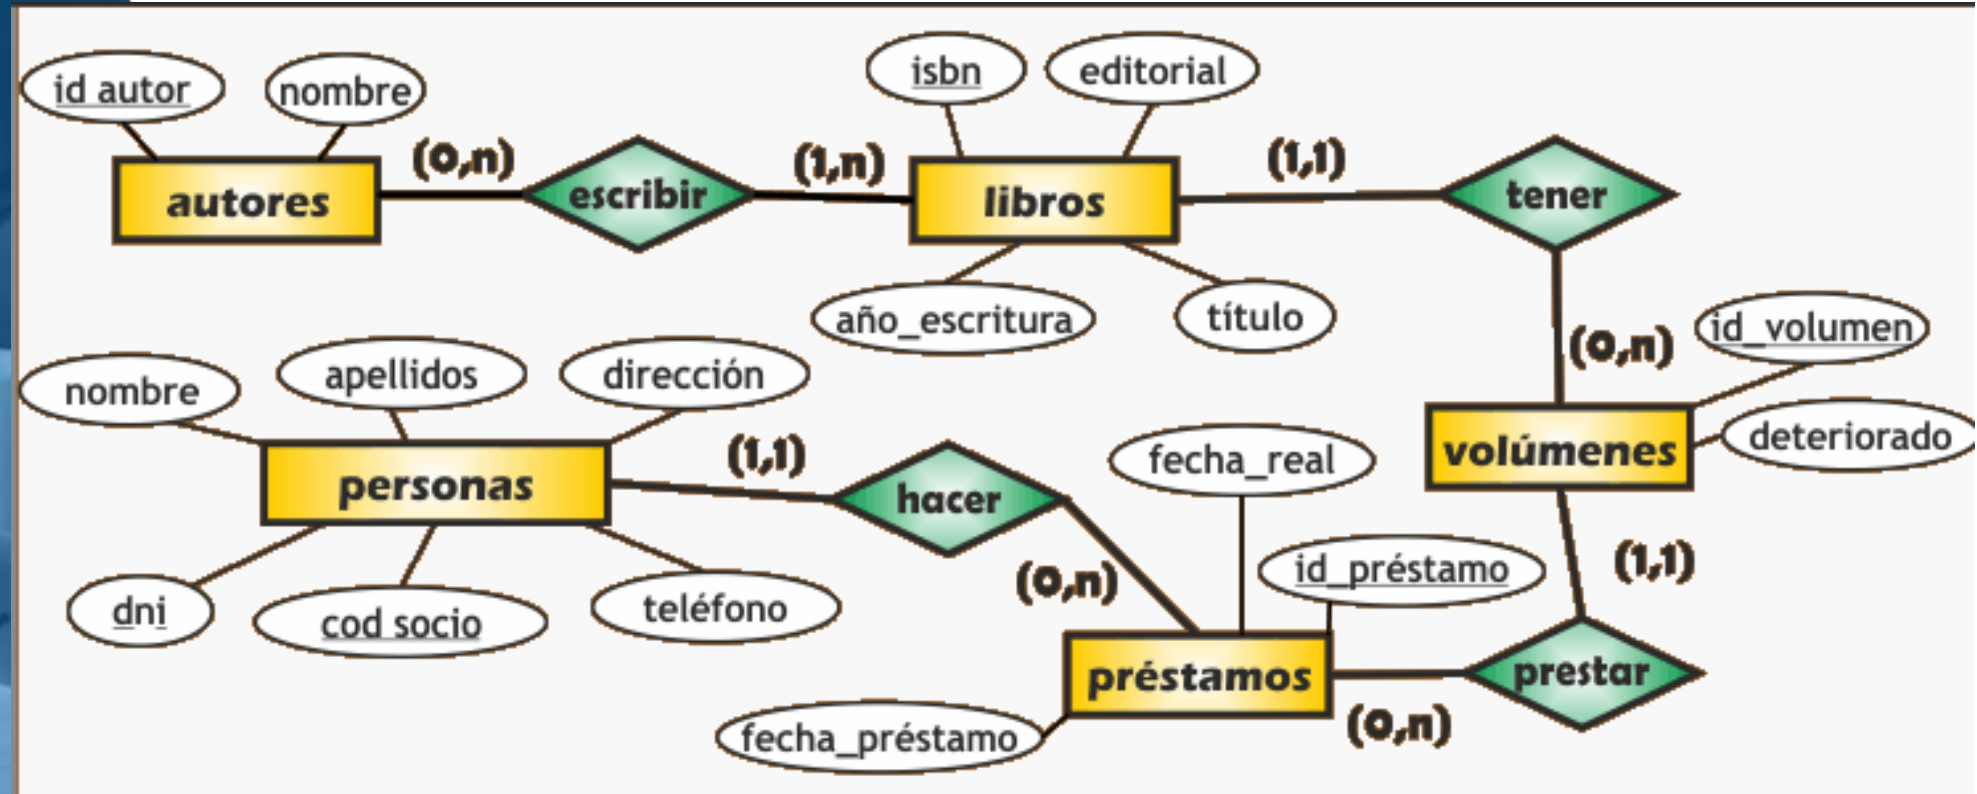 isbn
editorial
id autor
nombre
(0,n)
(1,n)
(1,1)
autores
escribir
libros
tener
año_escritura
título
id_volumen
(0,n)
nombre
apellidos
dirección
deteriorado
volúmenes
(1,1)
fecha_real
personas
hacer
(1,1)
(0,n)
id_préstamo
dni
cod socio
teléfono
préstamos
prestar
(0,n)
fecha_préstamo